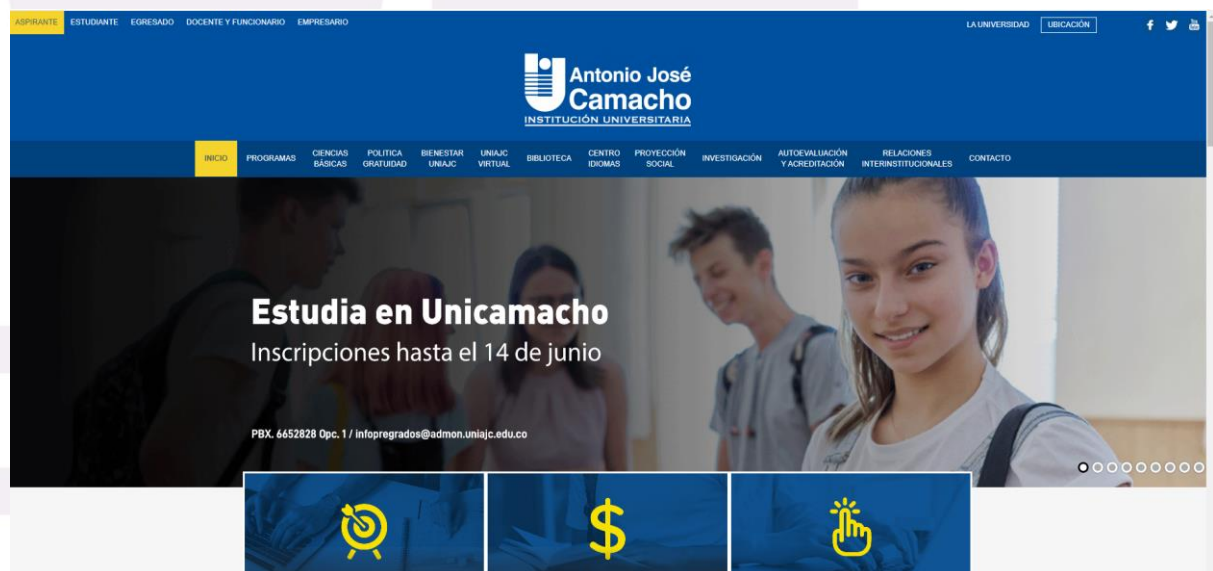 ASPIRANTE ESTUDIANTE EGRESADO DOCENTE Y FUNCIONARIO EMPRESARIO LA UNIVERSIDAD UBICACIÓN
Antonio José
Camacho
INSTITUCIÓN UNIVERSITARIA
INICIO
PROGRAMAS
CIENCIAS
BÁSICAS
POLITICA
GRATUIDAD
BIENESTAR
UNIAJC
UNIAJC
VIRTUAL
BIBLIOTECA
CENTRO
IDIOMAS
PROYECCIÓN
SOCIAL
INVESTIGACIÓN
AUTOEVALUACIÓN
Y ACREDITACIÓN
RELACIONES
INTERINSTITUCIONALES
CONTACTO
Estudia en Unicamacho
Inscripciones hasta el 14 de junio
PBX. 6652828 Opc. 1 / infopregrados@admon.uniajc.edu.co